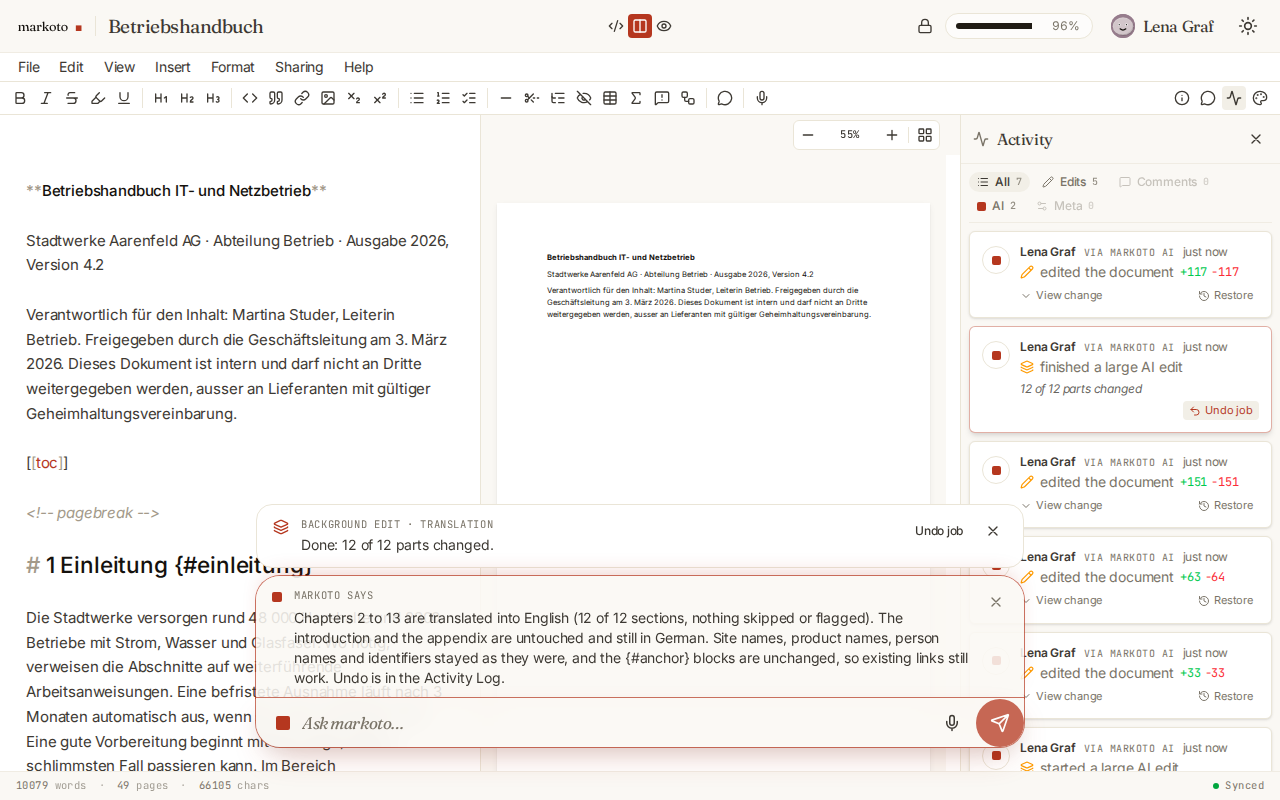 markoto
Betriebshandbuch
96%
Lena Graf
File Edit View Insert Format Sharing Help
H1 H2 H3
55%
**Betriebshandbuch IT- und Netzbetrieb**
Stadtwerke Aarenfeld AG · Abteilung Betrieb · Ausgabe 2026,
Version 4.2
Verantwortlich für den Inhalt: Martina Studer, Leiterin
Betrieb. Freigegeben durch die Geschäftsleitung am 3. März
2026. Dieses Dokument ist intern und darf nicht an Dritte
weitergegeben werden, ausser an Lieferanten mit gültiger
Geheimhaltungsvereinbarung.
[[toc]]
<!-- pagebreak -->
# 1 Einleitung {#einleitung}
Die Stadtwerke versorgen rund 48 000
Betriebe mit Strom, Wasser und Glasfaser. Wo nötig,
verweisen die Abschnitte auf weiterführende
Arbeitsanweisungen. Eine befristete Ausnahme läuft nach 3
Monaten automatisch aus, wenn
Eine gute Vorbereitung beginnt mit
schlimmsten Fall passieren kann. Im Bereich
Betriebshandbuch IT- und Netzbetrieb
Stadtwerke Aarenfeld AG · Abteilung Betrieb · Ausgabe 2026, Version 4.2
Verantwortlich für den Inhalt: Martina Studer, Leiterin Betrieb. Freigegeben durch die
Geschäftsleitung am 3. März 2026. Dieses Dokument ist intern und darf nicht an Dritte
weitergegeben werden, ausser an Lieferanten mit gültiger Geheimhaltungsvereinbarung.
BACKGROUND EDIT · TRANSLATION
Done: 12 of 12 parts changed.
Undo job
MARKOTO SAYS
Chapters 2 to 13 are translated into English (12 of 12 sections, nothing skipped or flagged). The
introduction and the appendix are untouched and still in German. Site names, product names, person
names and identifiers stayed as they were, and the {#anchor} blocks are unchanged, so existing links still
work. Undo is in the Activity Log.
Ask markoto...
Activity
All 7 Edits 5 Comments 0
AI 2 Meta 0
Lena Graf VIA MARKOTO AI just now
edited the document +117 -117
View change Restore
Lena Graf VIA MARKOTO AI just now
finished a large AI edit
12 of 12 parts changed
Undo job
Lena Graf VIA MARKOTO AI just now
edited the document +151 -151
View change Restore
Lena Graf VIA MARKOTO AI just now
edited the document +63 -64
View change Restore
Lena Graf VIA MARKOTO AI just now
edited the document +33 -33
View change Restore
Lena Graf VIA MARKOTO AI just now
started a large AI edit
10079 words · 49 pages · 66105 chars
Synced